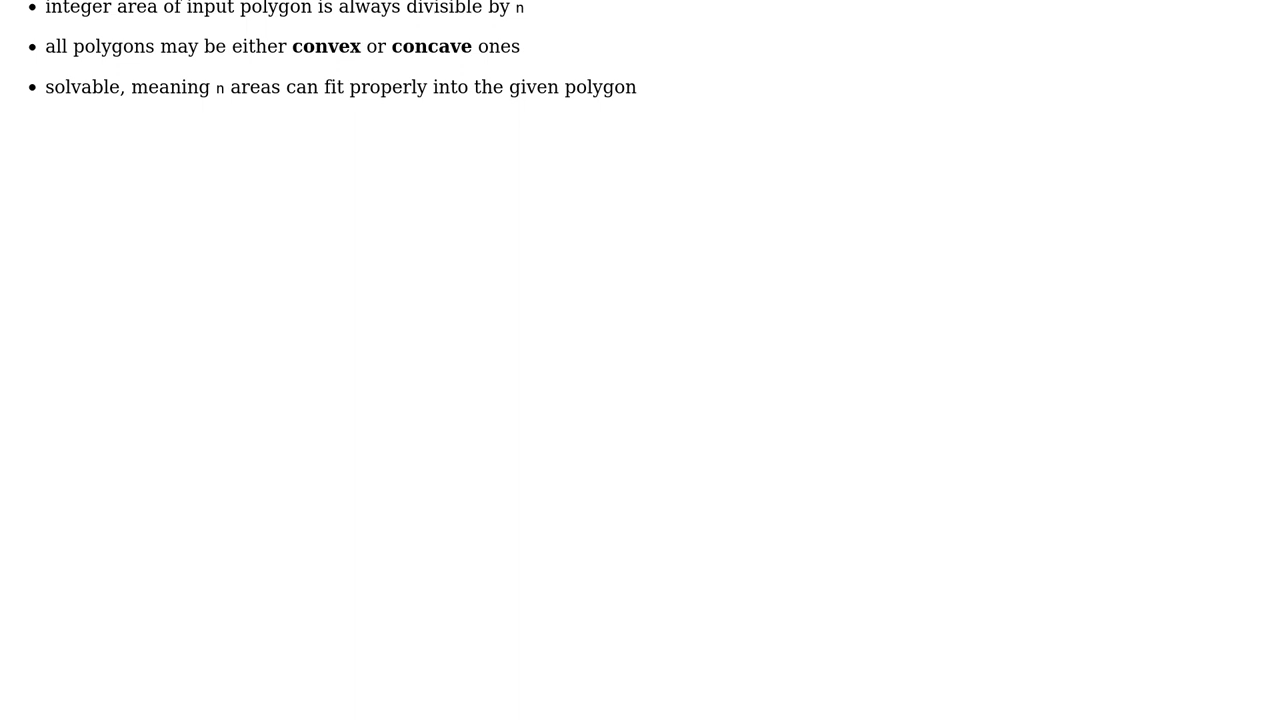 • integer area of input polygon is always divisible by n
• all polygons may be either convex or concave ones
• solvable, meaning n areas can fit properly into the given polygon